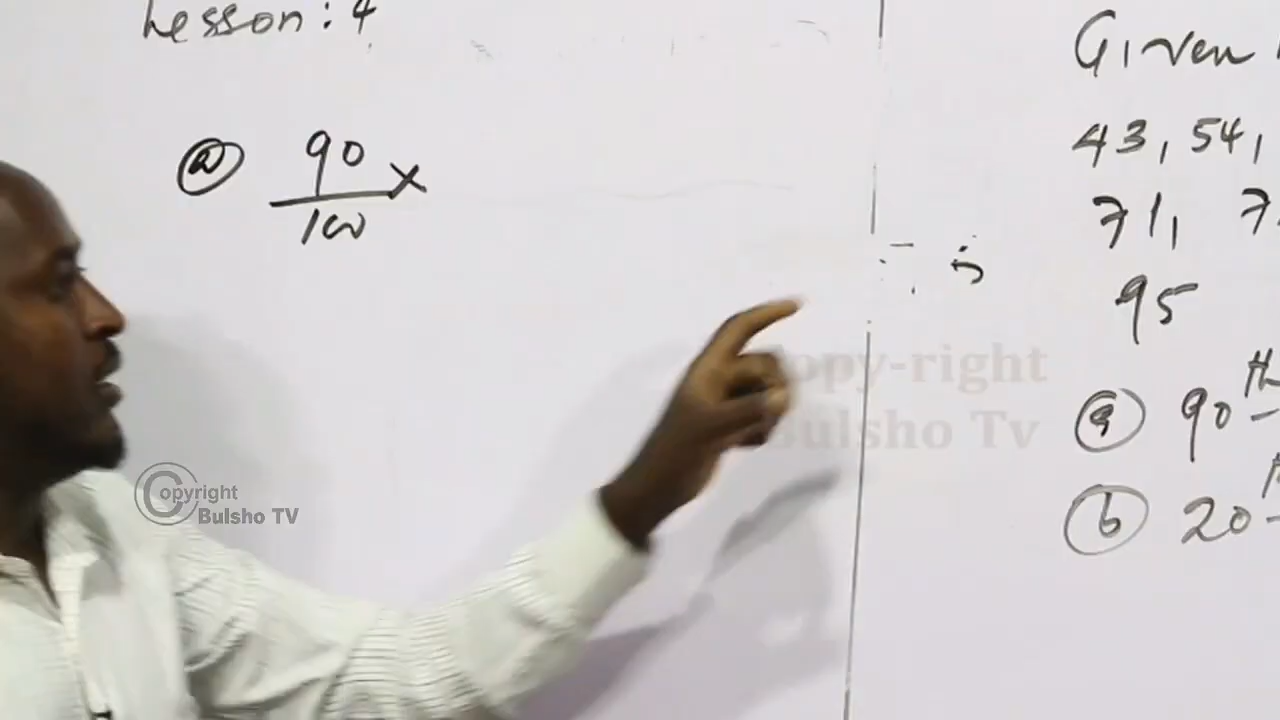 Lesson: 4
ⓐ 90
100 ×
Given
43, 54,
71, 7
95
ⓐ 90th
ⓑ 20
Copy-right
Bulsho Tv
Copyright
Bulsho TV